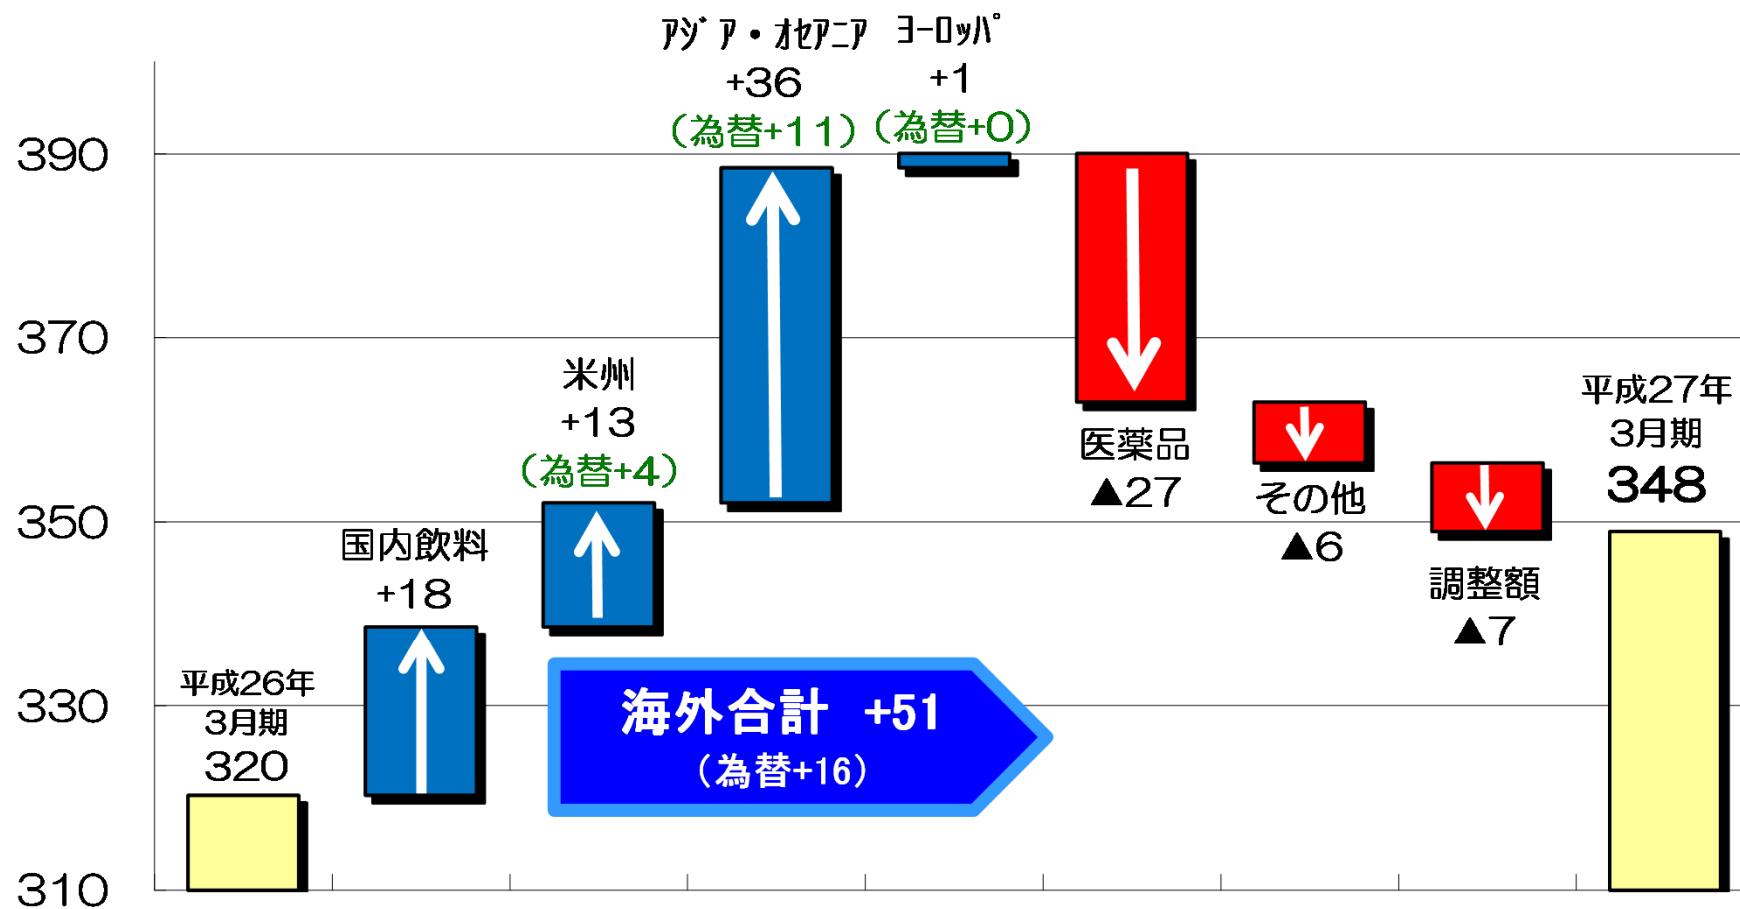 ｱｼﾞｱ・ｵｾｱﾆｱ
+36
（為替+11）
ﾖｰﾛｯﾊﾟ
+1
（為替+0）
390
370
350
330
310
米州
+13
（為替+4）
国内飲料
+18
平成26年
3月期
320
海外合計 +51
（為替+16）
医薬品
▲27
その他
▲6
調整額
▲7
平成27年
3月期
348